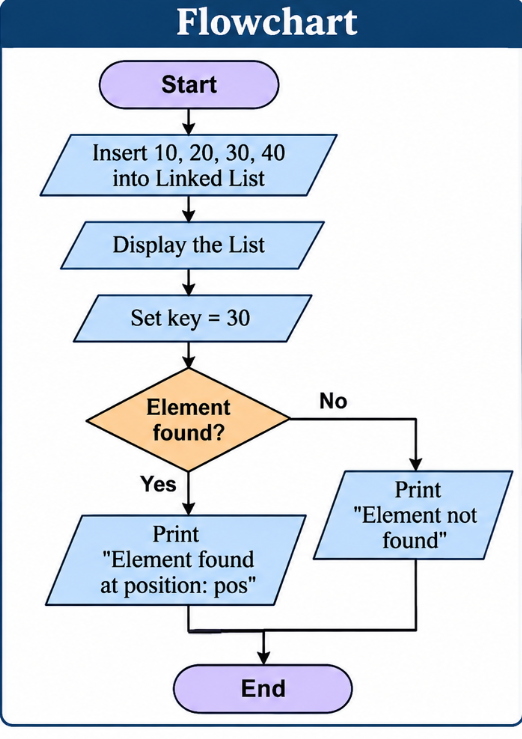 Flowchart
Start
Insert 10, 20, 30, 40
into Linked List
Display the List
Set key = 30
Element
found?
No
Yes
Print
"Element not
found"
Print
"Element found
at position: pos"
End